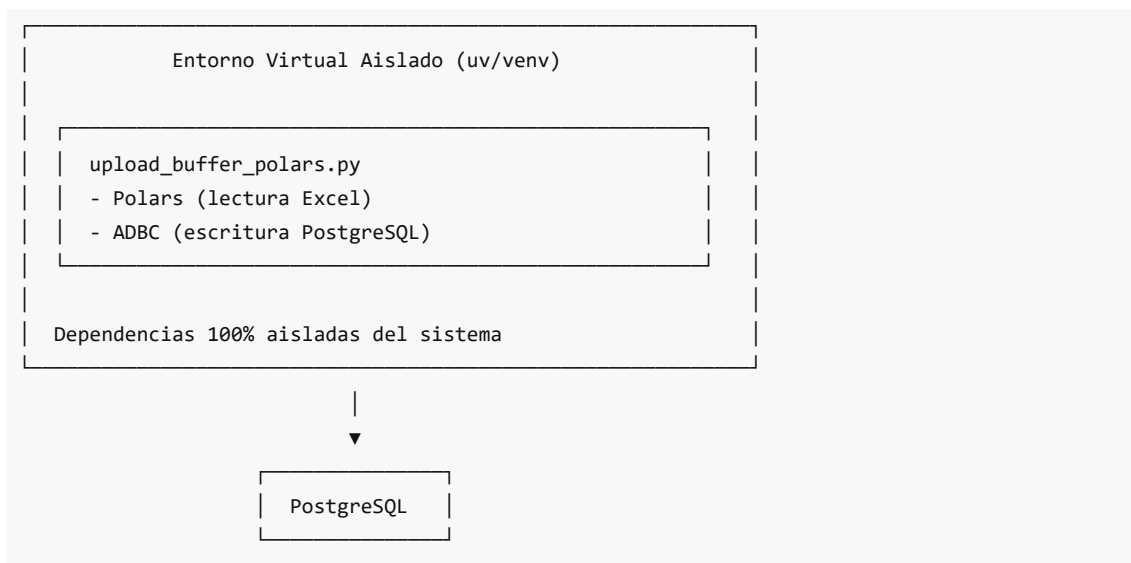 Entorno Virtual Aislado (uv/venv)
upload_buffer_polars.py
- Polars (lectura Excel)
- ADBC (escritura PostgreSQL)
Dependencias 100% aisladas del sistema
PostgreSQL